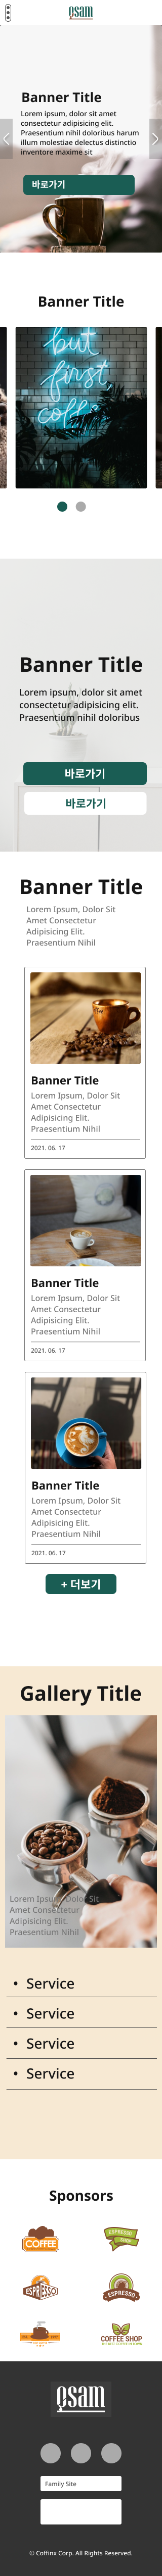 gsam
Banner Title
Lorem ipsum, dolor sit amet
consectetur adipisicing elit.
Praesentium nihil doloribus harum
illum molestiae delectus distinctio
inventore maxime sit
바로가기
Banner Title
but
first
coffee
Banner Title
Lorem ipsum, dolor sit amet
consectetur adipisicing elit.
Praesentium nihil doloribus
바로가기
바로가기
Banner Title
Lorem Ipsum, Dolor Sit
Amet Consectetur
Adipisicing Elit.
Praesentium Nihil
Banner Title
Lorem Ipsum, Dolor Sit
Amet Consectetur
Adipisicing Elit.
Praesentium Nihil
2021. 06. 17
Banner Title
Lorem Ipsum, Dolor Sit
Amet Consectetur
Adipisicing Elit.
Praesentium Nihil
2021. 06. 17
Banner Title
Lorem Ipsum, Dolor Sit
Amet Consectetur
Adipisicing Elit.
Praesentium Nihil
2021. 06. 17
+ 더보기
Gallery Title
Lorem Ipsum, Dolor Sit
Amet Consectetur
Adipisicing Elit.
Praesentium Nihil
• Service
• Service
• Service
• Service
Sponsors
COFFEE
ESPRESSO
ESPRESSO
ESPRESSO
COFFEE SHOP
gsam
Family Site
© Coffinx Corp. All Rights Reserved.